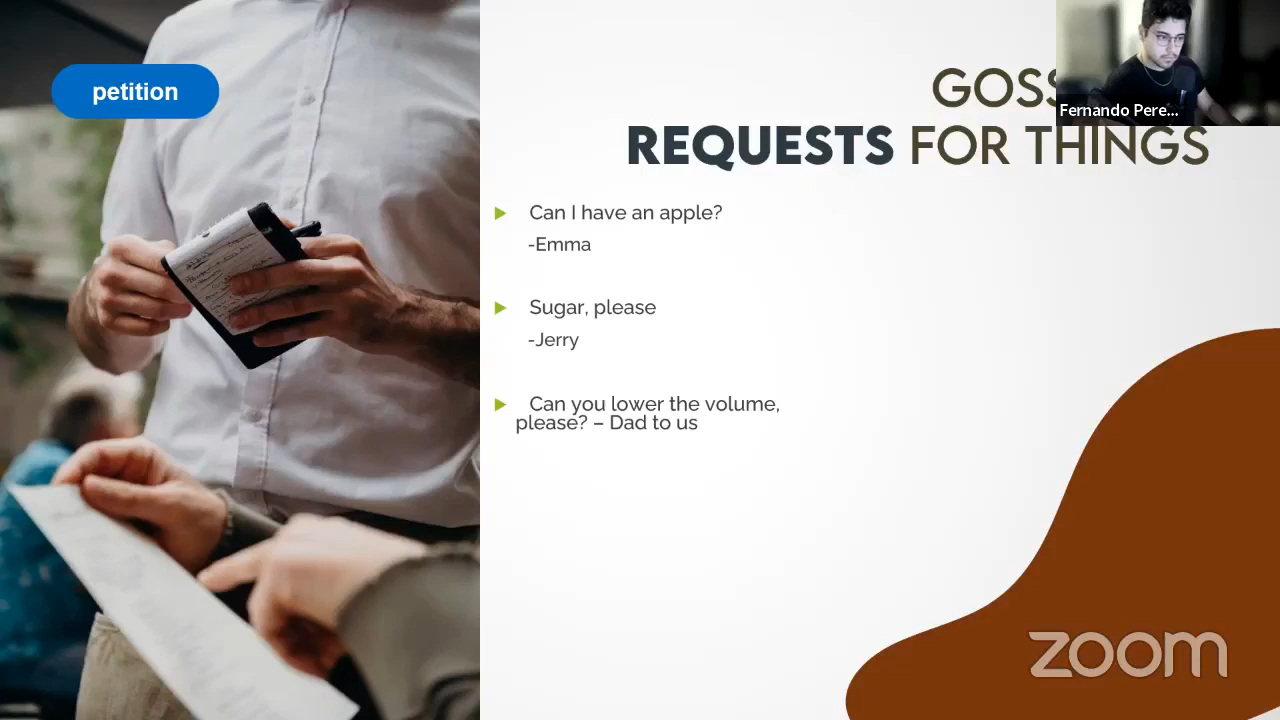 petition
GOSS
REQUESTS FOR THINGS
Fernando Pere...
Can I have an apple?
-Emma
Sugar, please
-Jerry
Can you lower the volume,
please? – Dad to us
zoom